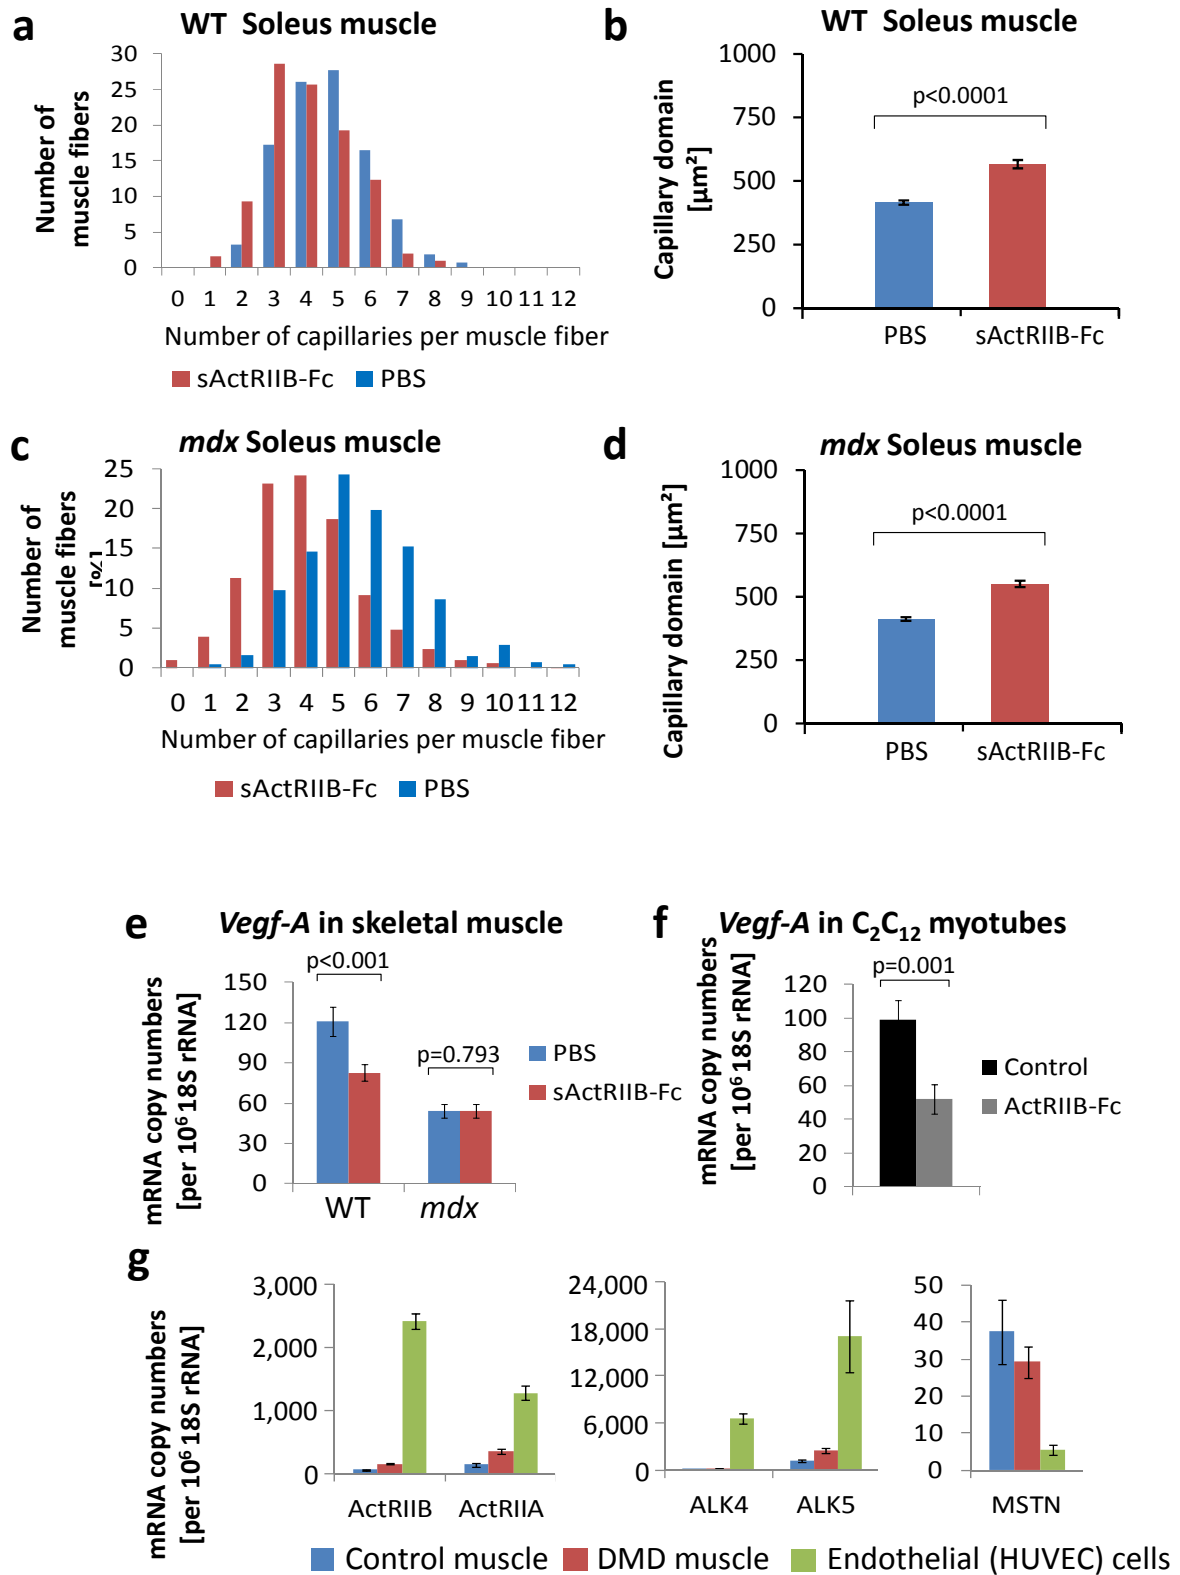 a
WT Soleus muscle
Number of
muscle fibers
30
25
20
15
10
5
0
0 1 2 3 4 5 6 7 8 9 10 11 12
Number of capillaries per muscle fiber
sActRIIB-Fc PBS
b
WT Soleus muscle
Capillary domain
[µm²]
1000
750
500
250
0
p<0.0001
PBS sActRIIB-Fc
c
mdx Soleus muscle
Number of
muscle fibers
[%]
25
20
15
10
5
0
0 1 2 3 4 5 6 7 8 9 10 11 12
Number of capillaries per muscle fiber
sActRIIB-Fc PBS
d
mdx Soleus muscle
Capillary domain [µm²]
1000
750
500
250
0
p<0.0001
PBS sActRIIB-Fc
e
Vegf-A in skeletal muscle
mRNA copy numbers
[per 10⁶ 18S rRNA]
150
120
90
60
30
0
p<0.001
p=0.793
WT mdx
PBS
sActRIIB-Fc
f
Vegf-A in C₂C₁₂ myotubes
mRNA copy numbers
[per 10⁶ 18S rRNA]
120
100
80
60
40
20
0
p=0.001
Control
ActRIIB-Fc
g
mRNA copy numbers
[per 10⁶ 18S rRNA]
3,000
2,000
1,000
0
ActRIIB ActRIIA
24,000
18,000
12,000
6,000
0
ALK4 ALK5
50
40
30
20
10
0
MSTN
Control muscle DMD muscle Endothelial (HUVEC) cells